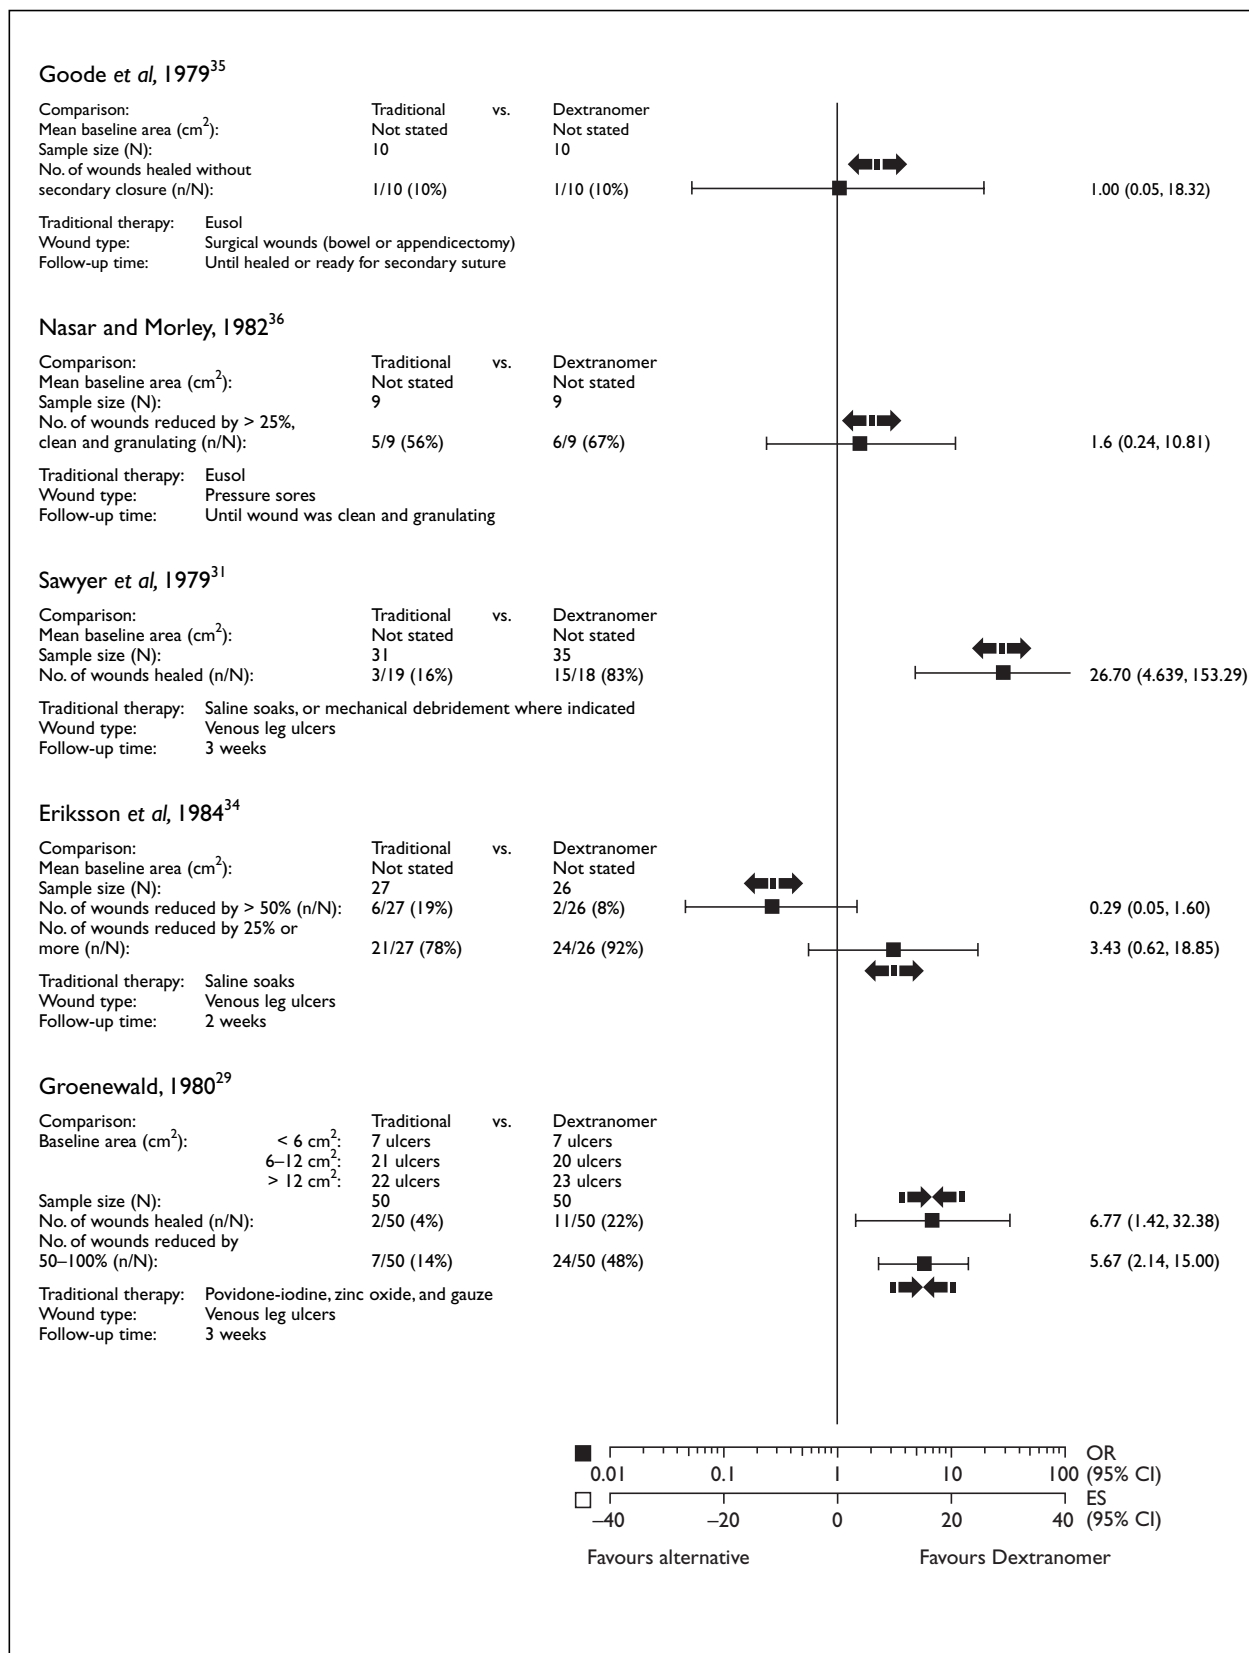 Goode et al, 1979³⁵
Comparison: Traditional vs. Dextranomer
Mean baseline area (cm²): Not stated Not stated
Sample size (N): 10 10
No. of wounds healed without
secondary closure (n/N): 1/10 (10%) 1/10 (10%) 1.00 (0.05, 18.32)
Traditional therapy: Eusol
Wound type: Surgical wounds (bowel or appendicectomy)
Follow-up time: Until healed or ready for secondary suture
Nasar and Morley, 1982³⁶
Comparison: Traditional vs. Dextranomer
Mean baseline area (cm²): Not stated Not stated
Sample size (N): 9 9
No. of wounds reduced by > 25%,
clean and granulating (n/N): 5/9 (56%) 6/9 (67%) 1.6 (0.24, 10.81)
Traditional therapy: Eusol
Wound type: Pressure sores
Follow-up time: Until wound was clean and granulating
Sawyer et al, 1979³¹
Comparison: Traditional vs. Dextranomer
Mean baseline area (cm²): Not stated Not stated
Sample size (N): 31 35
No. of wounds healed (n/N): 3/19 (16%) 15/18 (83%) 26.70 (4.639, 153.29)
Traditional therapy: Saline soaks, or mechanical debridement where indicated
Wound type: Venous leg ulcers
Follow-up time: 3 weeks
Eriksson et al, 1984³⁴
Comparison: Traditional vs. Dextranomer
Mean baseline area (cm²): Not stated Not stated
Sample size (N): 27 26
No. of wounds reduced by > 50% (n/N): 6/27 (19%) 2/26 (8%) 0.29 (0.05, 1.60)
No. of wounds reduced by 25% or
more (n/N): 21/27 (78%) 24/26 (92%) 3.43 (0.62, 18.85)
Traditional therapy: Saline soaks
Wound type: Venous leg ulcers
Follow-up time: 2 weeks
Groenewald, 1980²⁹
Comparison: Traditional vs. Dextranomer
Baseline area (cm²): < 6 cm²: 7 ulcers 7 ulcers
6–12 cm²: 21 ulcers 20 ulcers
> 12 cm²: 22 ulcers 23 ulcers
Sample size (N): 50 50
No. of wounds healed (n/N): 2/50 (4%) 11/50 (22%) 6.77 (1.42, 32.38)
No. of wounds reduced by
50–100% (n/N): 7/50 (14%) 24/50 (48%) 5.67 (2.14, 15.00)
Traditional therapy: Povidone-iodine, zinc oxide, and gauze
Wound type: Venous leg ulcers
Follow-up time: 3 weeks
OR
0.01 0.1 1 10 100 (95% CI)
ES
–40 –20 0 20 40 (95% CI)
Favours alternative Favours Dextranomer